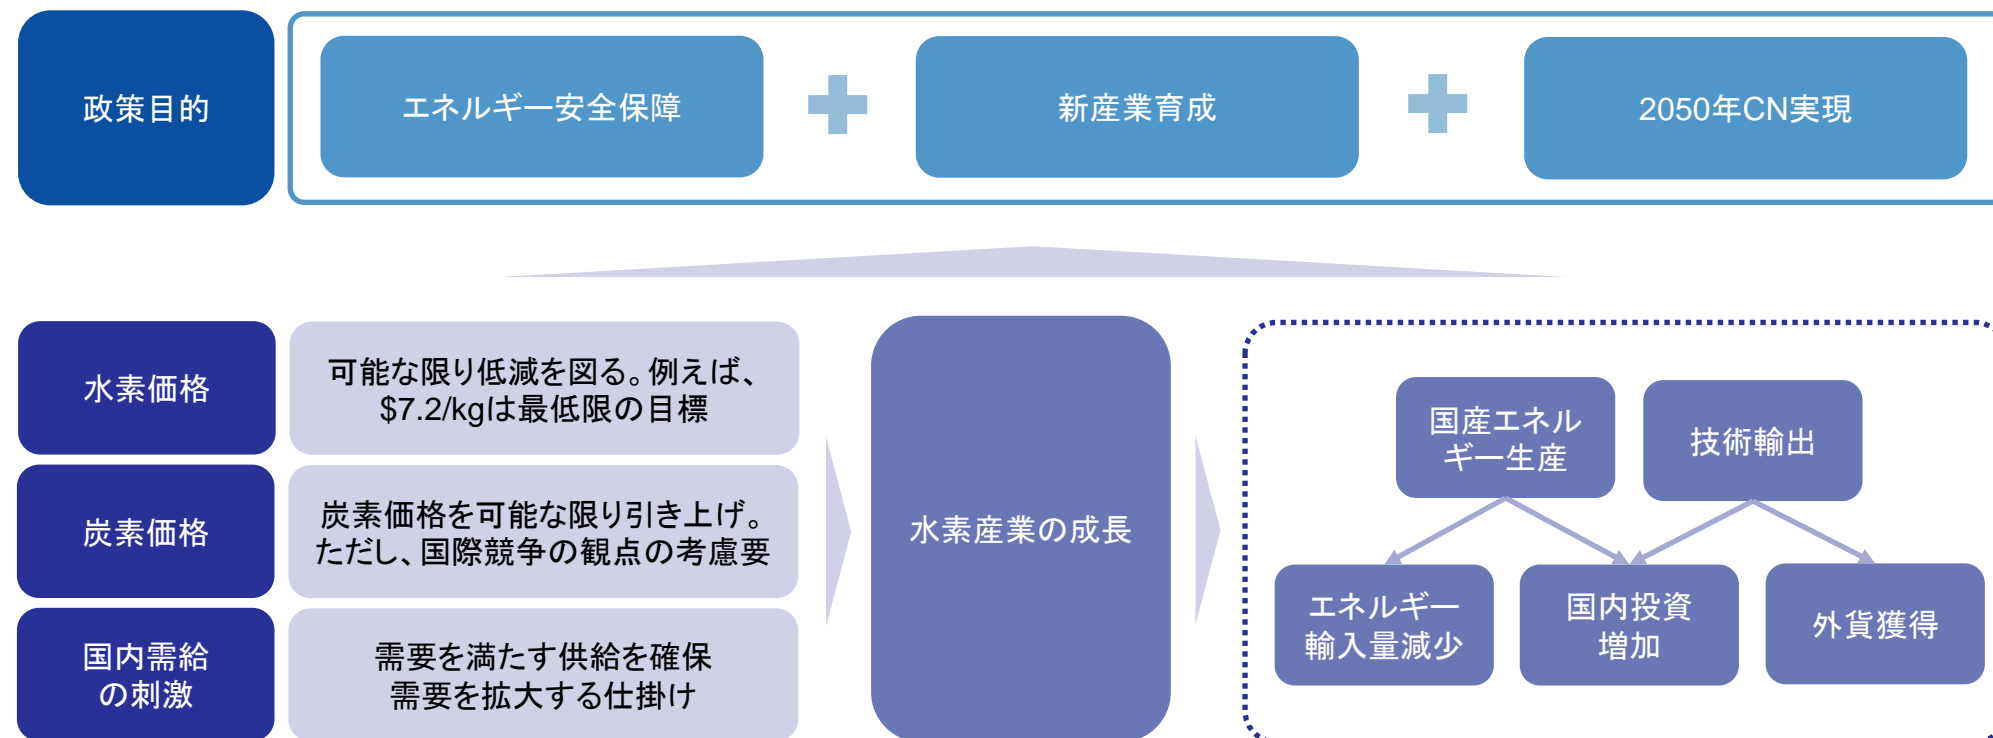 政策目的
エネルギー安全保障
新産業育成
2050年CN実現
水素価格
可能な限り低減を図る。例えば、
$7.2/kgは最低限の目標
炭素価格
炭素価格を可能な限り引き上げ。
ただし、国際競争の観点の考慮要
国内需給
の刺激
需要を満たす供給を確保
需要を拡大する仕掛け
水素産業の成長
国産エネル
ギー生産
技術輸出
エネルギー
輸入量減少
国内投資
増加
外貨獲得